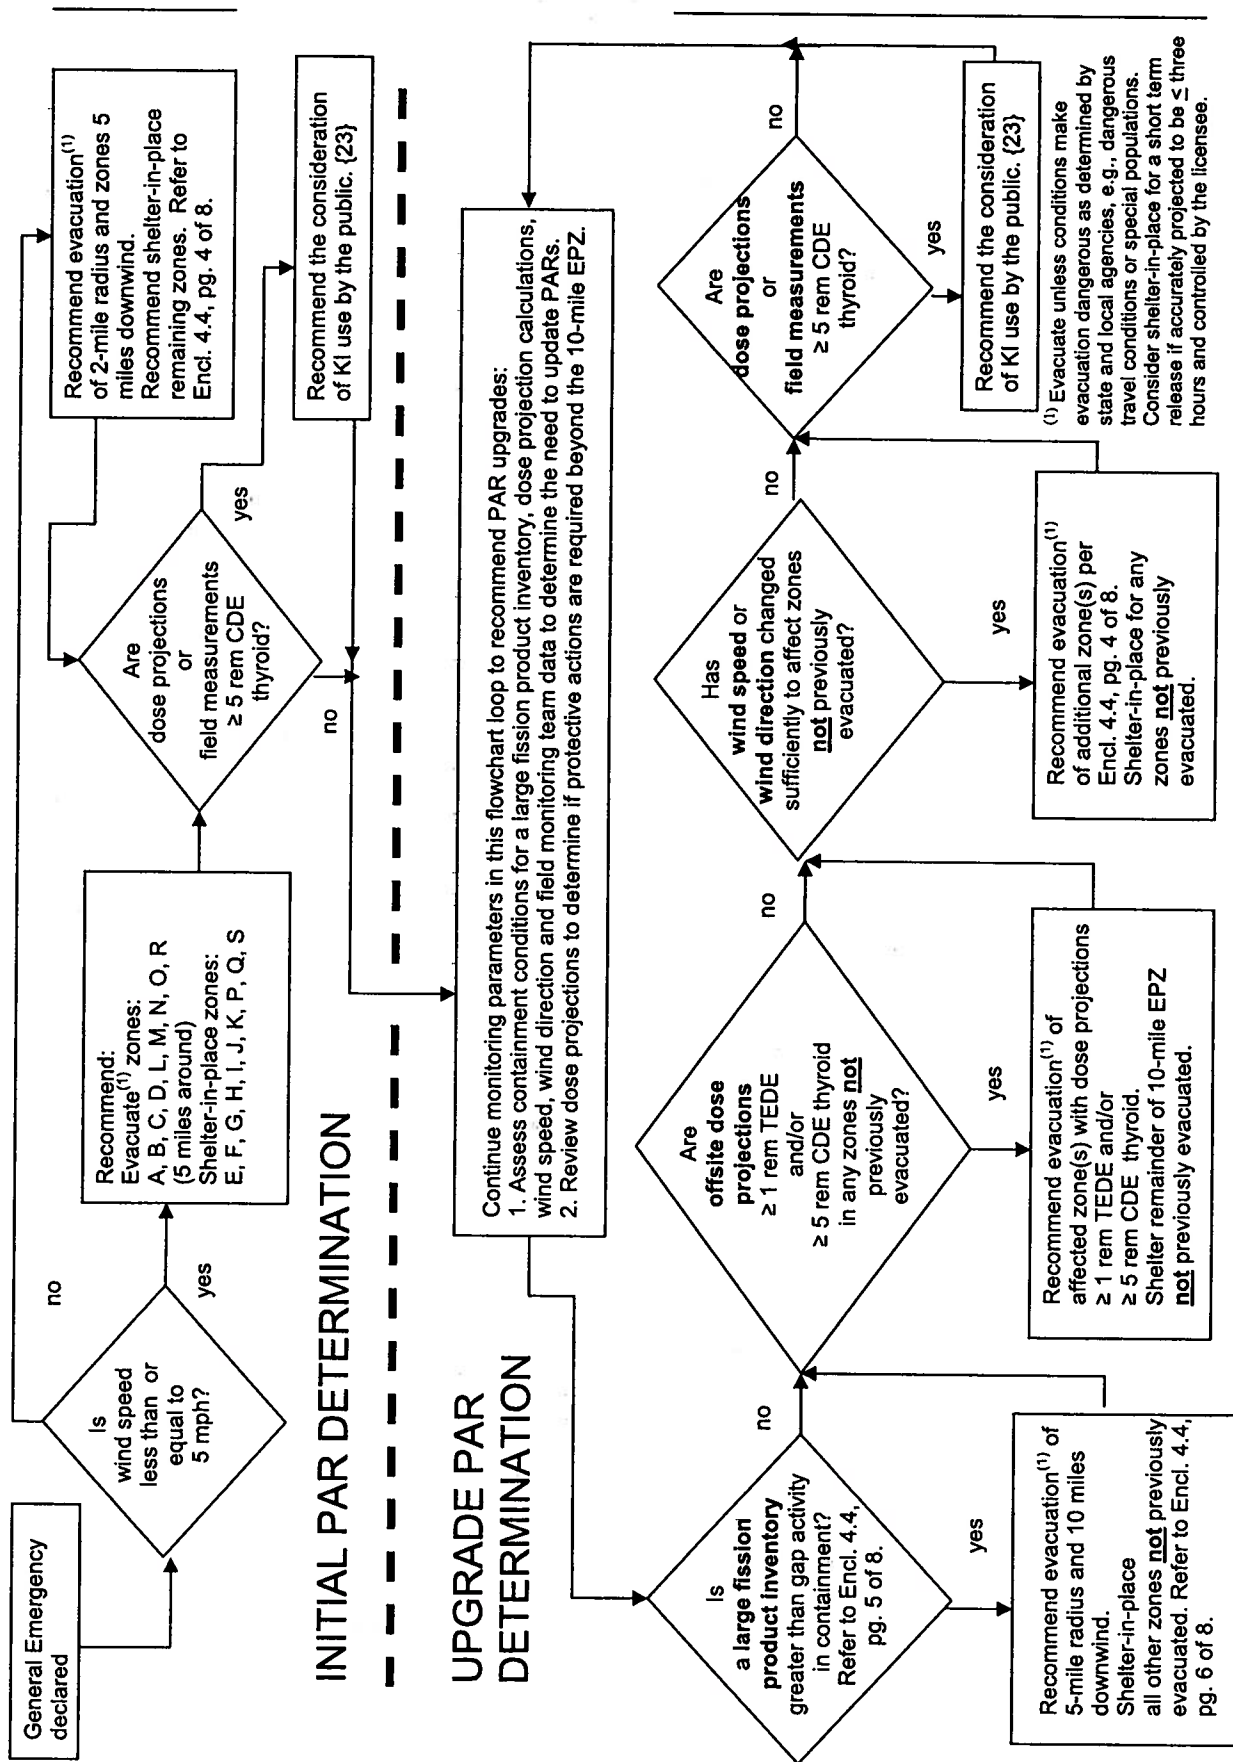 General Emergency
declared
Is
wind speed
less than or
equal to
5 mph?
no
yes
Recommend:
Evacuate(1) zones:
A, B, C, D, L, M, N, O, R
(5 miles around)
Shelter-in-place zones:
E, F, G, H, I, J, K, P, Q, S
Are
dose projections
or
field measurements
≥ 5 rem CDE
thyroid?
no
yes
Recommend evacuation(1)
of 2-mile radius and zones 5
miles downwind.
Recommend shelter-in-place
remaining zones. Refer to
Encl. 4.4, pg. 4 of 8.
Recommend the consideration
of KI use by the public. {23}
INITIAL PAR DETERMINATION
UPGRADE PAR
DETERMINATION
Continue monitoring parameters in this flowchart loop to recommend PAR upgrades:
1. Assess containment conditions for a large fission product inventory, dose projection calculations,
wind speed, wind direction and field monitoring team data to determine the need to update PARs.
2. Review dose projections to determine if protective actions are required beyond the 10-mile EPZ.
Is
a large fission
product inventory
greater than gap activity
in containment?
Refer to Encl. 4.4,
pg. 5 of 8.
no
yes
Recommend evacuation(1) of
5-mile radius and 10 miles
downwind.
Shelter-in-place
all other zones not previously
evacuated. Refer to Encl. 4.4,
pg. 6 of 8.
Are
offsite dose
projections
≥ 1 rem TEDE
and/or
≥ 5 rem CDE thyroid
in any zones not
previously
evacuated?
no
yes
Recommend evacuation(1) of
affected zone(s) with dose projections
≥ 1 rem TEDE and/or
≥ 5 rem CDE thyroid.
Shelter remainder of 10-mile EPZ
not previously evacuated.
Has
wind speed or
wind direction changed
sufficiently to affect zones
not previously
evacuated?
no
yes
Recommend evacuation(1)
of additional zone(s) per
Encl. 4.4, pg. 4 of 8.
Shelter-in-place for any
zones not previously
evacuated.
Are
dose projections
or
field measurements
≥ 5 rem CDE
thyroid?
no
yes
Recommend the consideration
of KI use by the public. {23}
(1) Evacuate unless conditions make
evacuation dangerous as determined by
state and local agencies, e.g., dangerous
travel conditions or special populations.
Consider shelter-in-place for a short term
release if accurately projected to be ≤ three
hours and controlled by the licensee.